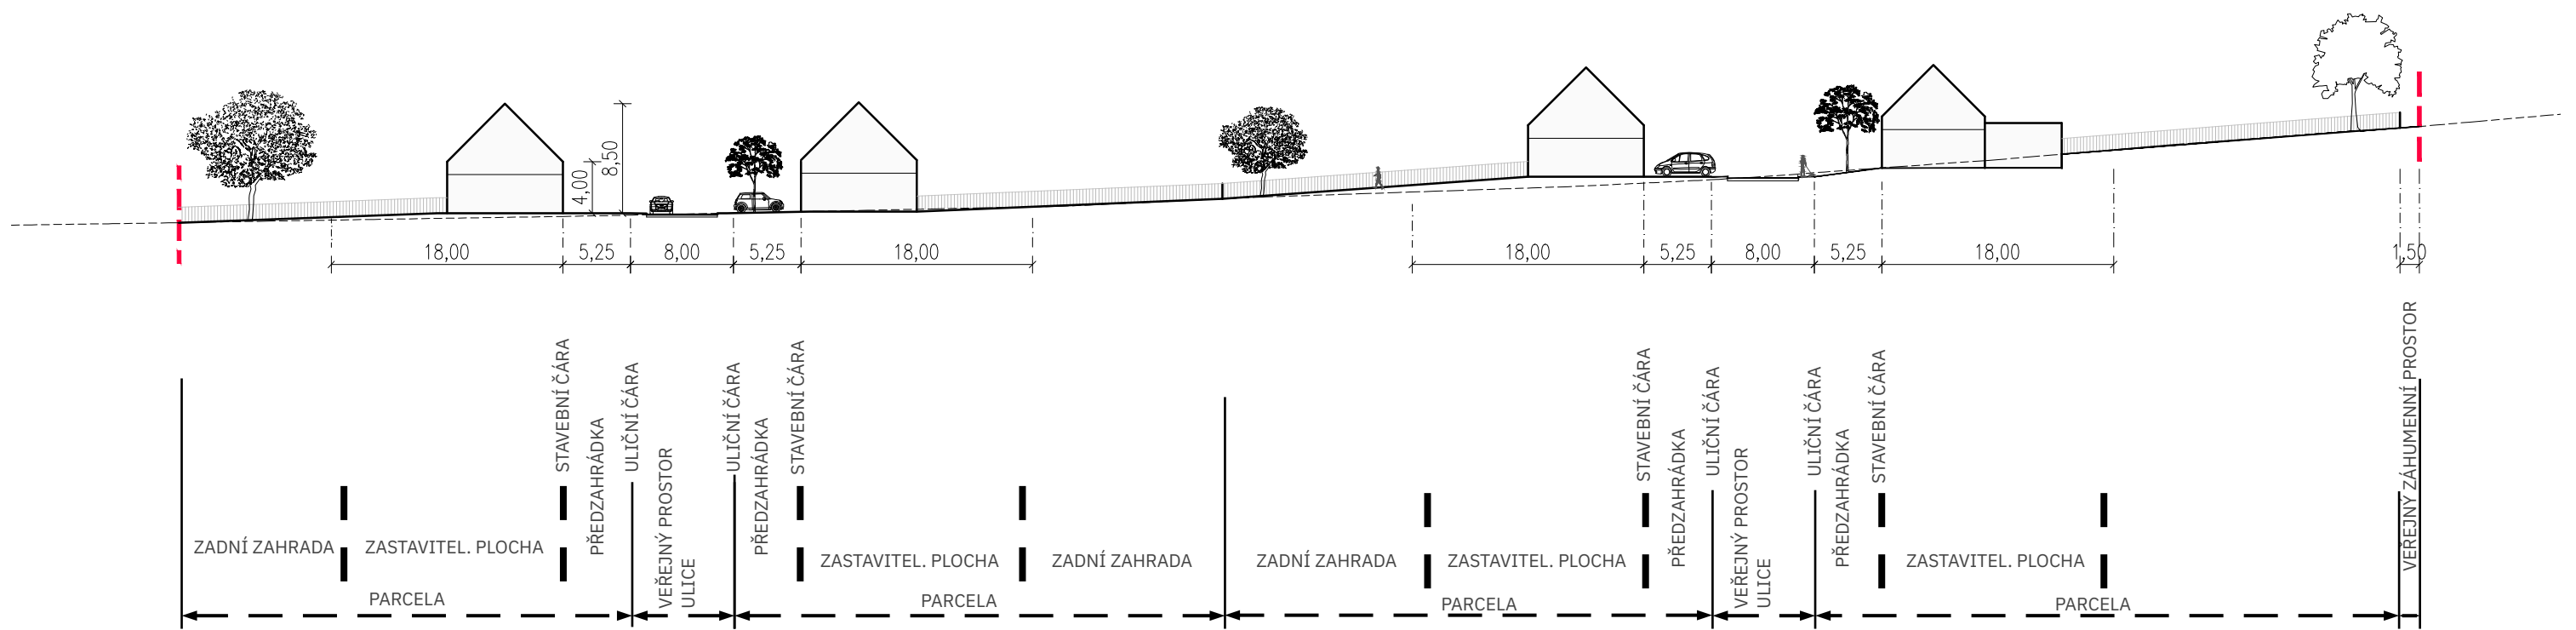 8,50
4,00
18,00
5,25
8,00
5,25
18,00
18,00
5,25
8,00
5,25
18,00
1,50
STAVEBNÍ ČÁRA
PŘEDZAHRÁDKA
ULIČNÍ ČÁRA
VEŘEJNÝ PROSTOR
ULICE
ULIČNÍ ČÁRA
PŘEDZAHRÁDKA
STAVEBNÍ ČÁRA
STAVEBNÍ ČÁRA
PŘEDZAHRÁDKA
ULIČNÍ ČÁRA
VEŘEJNÝ PROSTOR
ULICE
ULIČNÍ ČÁRA
PŘEDZAHRÁDKA
STAVEBNÍ ČÁRA
VEŘEJNÝ ZÁHUMENNÍ PROSTOR
ZADNÍ ZAHRADA
ZASTAVITEL. PLOCHA
ZASTAVITEL. PLOCHA
ZADNÍ ZAHRADA
ZADNÍ ZAHRADA
ZASTAVITEL. PLOCHA
ZASTAVITEL. PLOCHA
PARCELA
PARCELA
PARCELA
PARCELA